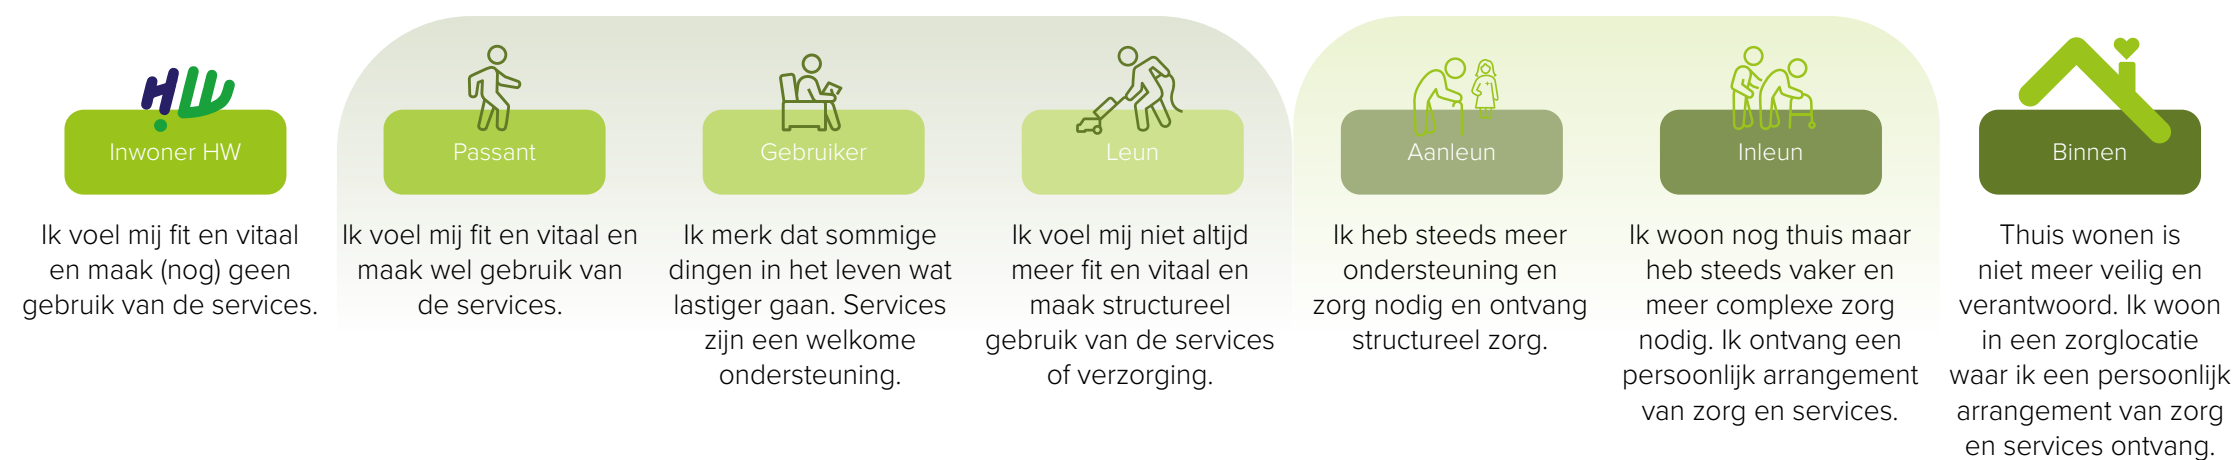 HW
Inwoner HW
Ik voel mij fit en vitaal
en maak (nog) geen
gebruik van de services.
Passant
Ik voel mij fit en vitaal en
maak wel gebruik van
de services.
Gebruiker
Ik merk dat sommige
dingen in het leven wat
lastiger gaan. Services
zijn een welkome
ondersteuning.
Leun
Ik voel mij niet altijd
meer fit en vitaal en
maak structureel
gebruik van de services
of verzorging.
Aanleun
Ik heb steeds meer
ondersteuning en
zorg nodig en ontvang
structureel zorg.
Inleun
Ik woon nog thuis maar
heb steeds vaker en
meer complexe zorg
nodig. Ik ontvang een
persoonlijk arrangement
van zorg en services.
Binnen
Thuis wonen is
niet meer veilig en
verantwoord. Ik woon
in een zorglocatie
waar ik een persoonlijk
arrangement van zorg
en services ontvang.